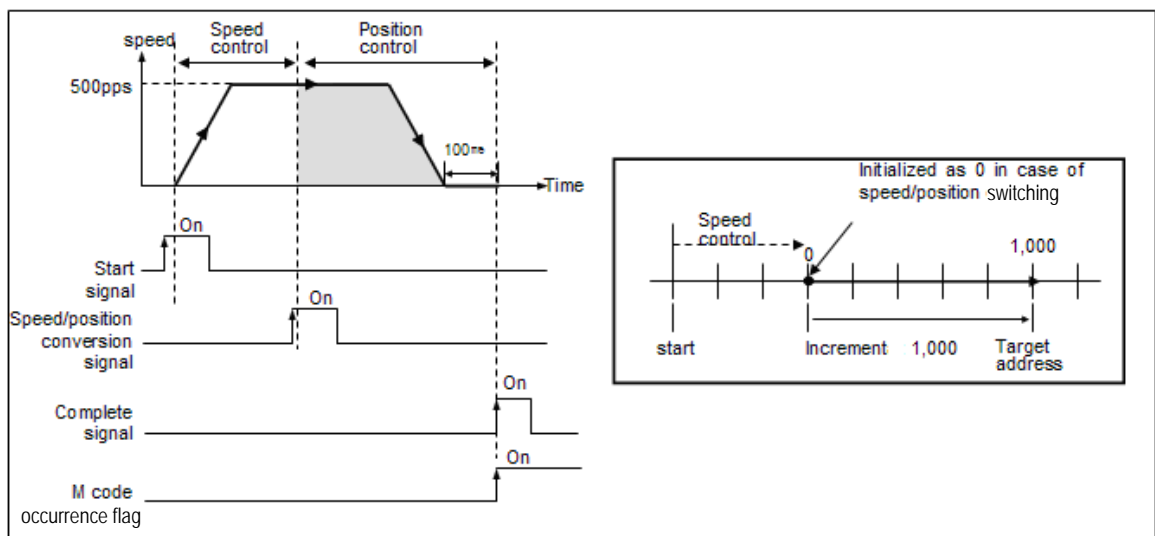 Speed
control
Position
control
speed
500pps
100ms
Time
On
Start
signal
On
Speed/position
conversion
signal
On
Complete
signal
On
M code
occurrence flag
Initialized as 0 in case of
speed/position switching
Speed
control
0
1,000
start
Increment 1,000
Target
address